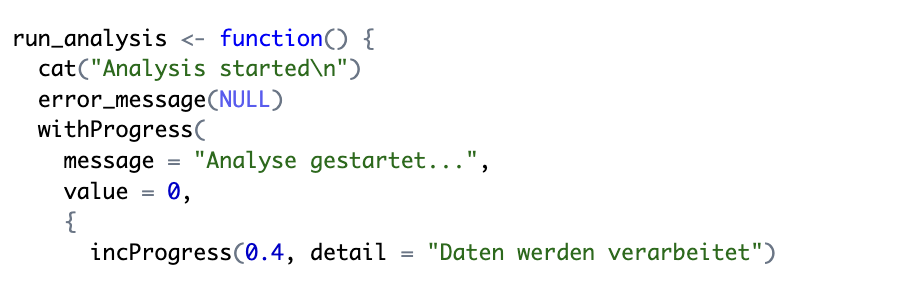 run_analysis <- function() {
  cat("Analysis started\n")
  error_message(NULL)
  withProgress(
    message = "Analyse gestartet...",
    value = 0,
    {
      incProgress(0.4, detail = "Daten werden verarbeitet")